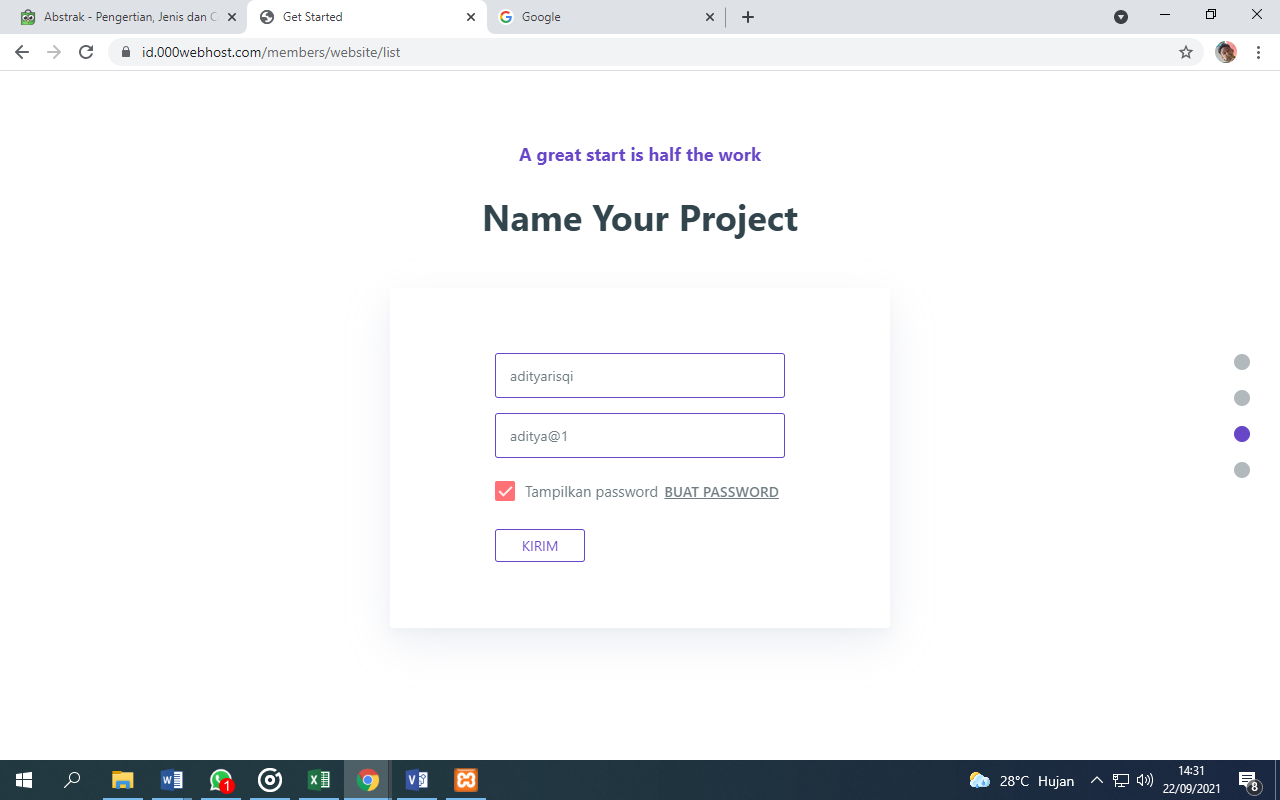 Abstrak - Pengertian, Jenis dan C
Get Started
Google
id.000webhost.com/members/website/list
A great start is half the work
Name Your Project
adityarisqi
aditya@1
Tampilkan password BUAT PASSWORD
KIRIM
1
28°C Hujan
14:31
22/09/2021
8